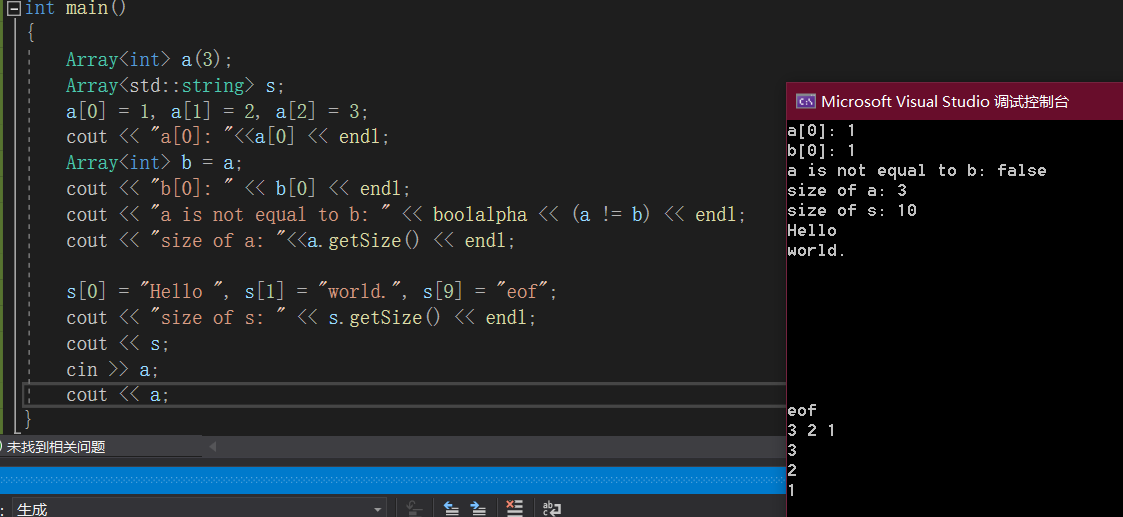 int main()
{
Array<int> a(3);
Array<std::string> s;
a[0] = 1, a[1] = 2, a[2] = 3;
cout << "a[0]: "<<a[0] << endl;
Array<int> b = a;
cout << "b[0]: " << b[0] << endl;
cout << "a is not equal to b: " << boolalpha << (a != b) << endl;
cout << "size of a: "<<a.getSize() << endl;
s[0] = "Hello ", s[1] = "world.", s[9] = "eof";
cout << "size of s: " << s.getSize() << endl;
cout << s;
cin >> a;
cout << a;
}
未找到相关问题
: 生成
Microsoft Visual Studio 调试控制台
a[0]: 1
b[0]: 1
a is not equal to b: false
size of a: 3
size of s: 10
Hello
world.
eof
3 2 1
3
2
1